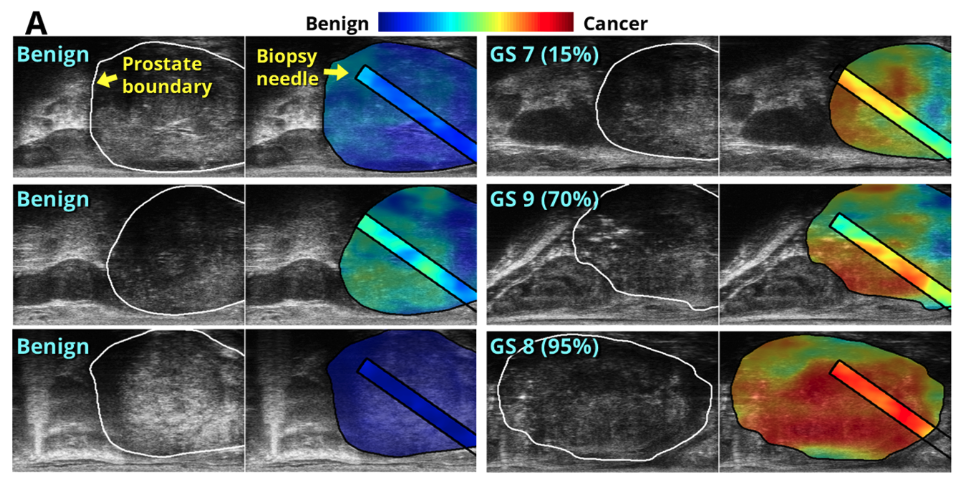 A
Benign Cancer
Benign
Prostate
boundary
Biopsy
needle
GS 7 (15%)
Benign
GS 9 (70%)
Benign
GS 8 (95%)